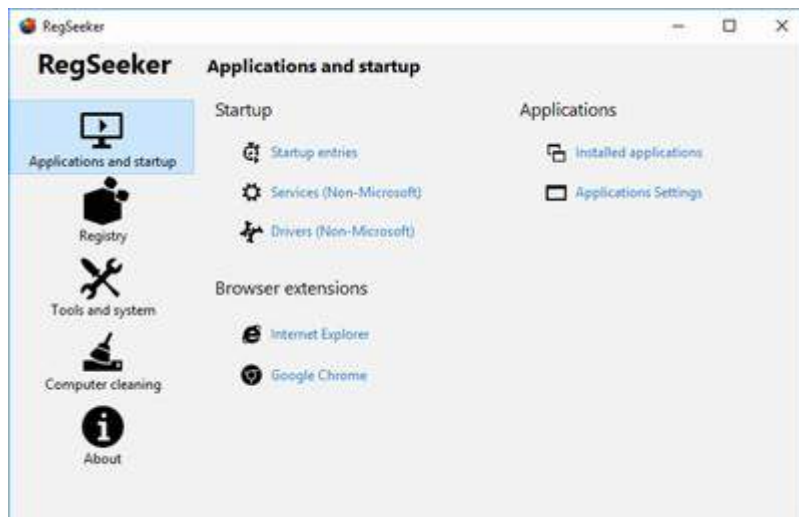 RegSeeker
RegSeeker
Applications and startup
Registry
Tools and system
Computer cleaning
About
Applications and startup
Startup
Startup entries
Services (Non-Microsoft)
Drivers (Non-Microsoft)
Browser extensions
Internet Explorer
Google Chrome
Applications
Installed applications
Applications Settings